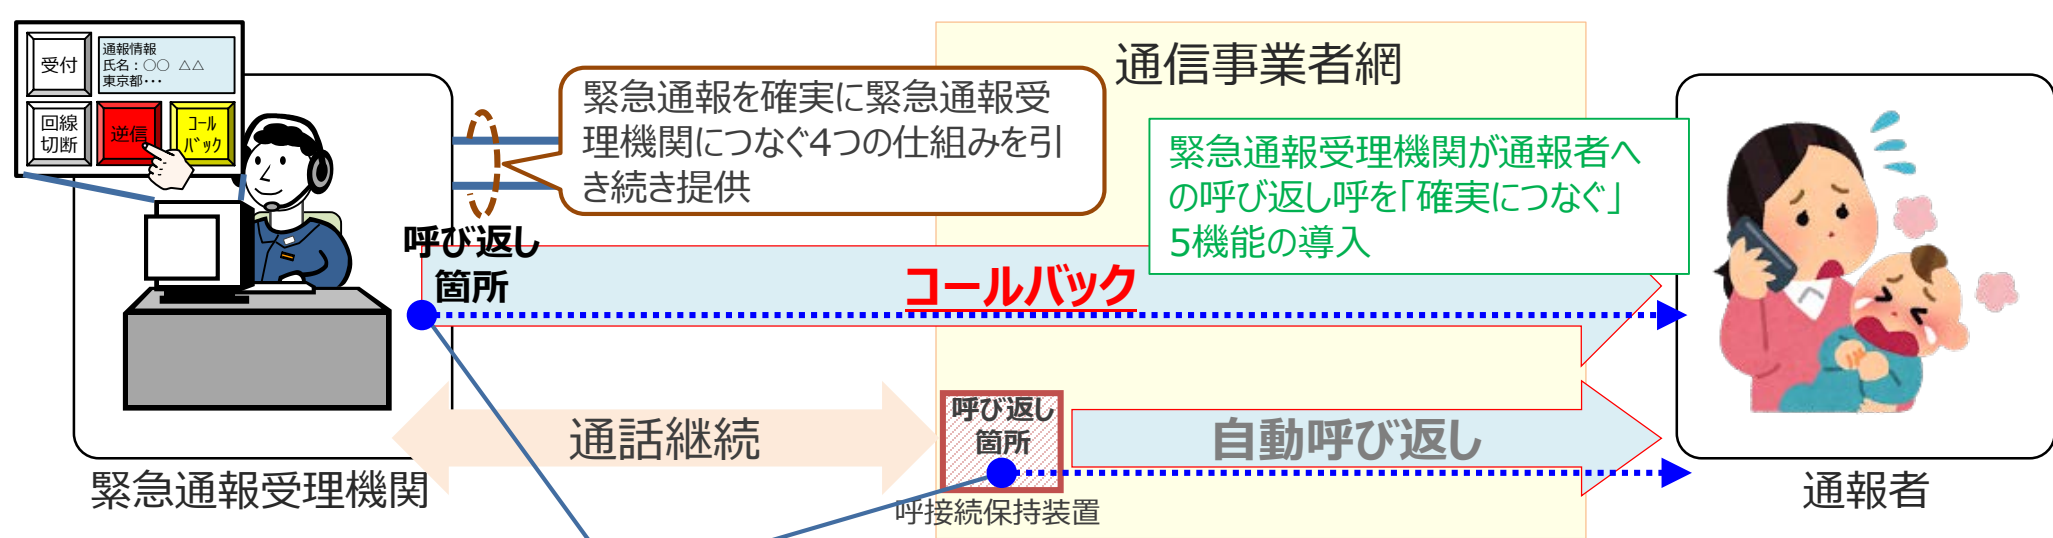 受付
通報情報
氏名：○○ △△
東京都･･･
回線
切断
逆信
ｺｰﾙ
ﾊﾞｯｸ
緊急通報受理機関
緊急通報を確実に緊急通報受
理機関につなぐ4つの仕組みを引
き続き提供
通信事業者網
緊急通報受理機関が通報者へ
の呼び返し呼を「確実につなぐ」
5機能の導入
呼び返し
箇所
コールバック
通話継続
呼び返し
箇所
呼接続保持装置
自動呼び返し
通報者